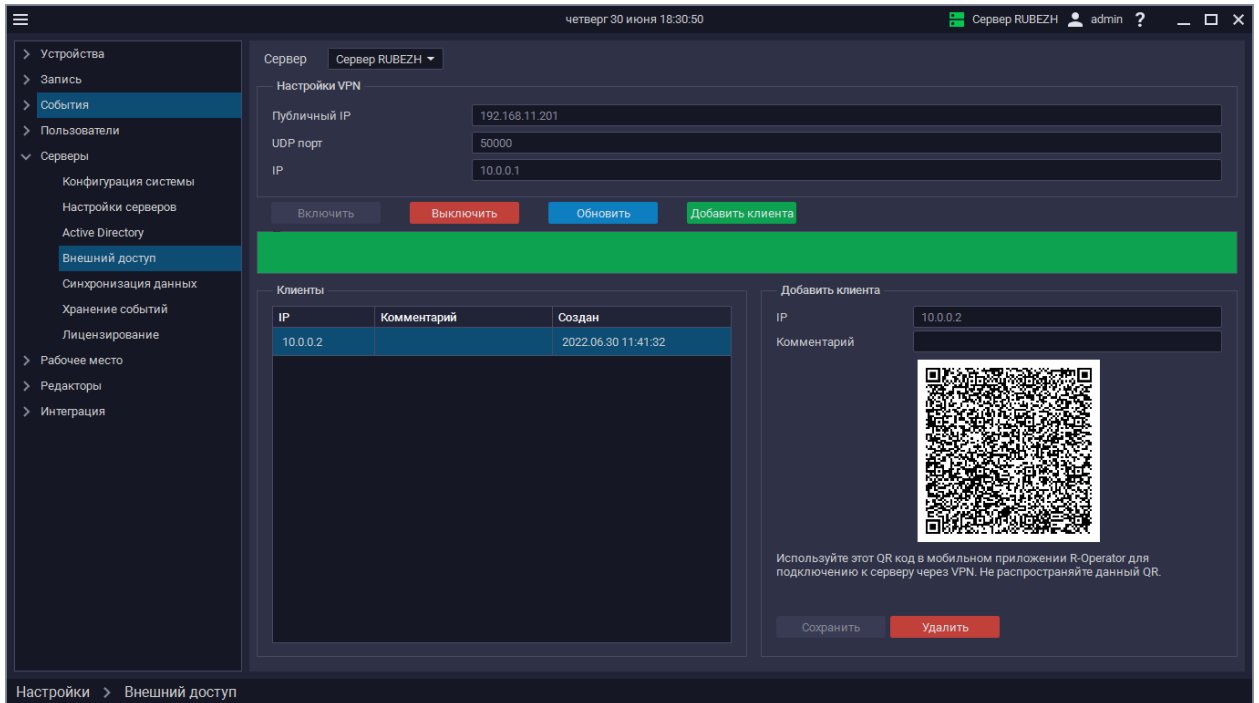 четверг 30 июня 18:30:50
Сервер RUBEZH
admin
?
Устройства
Запись
События
Пользователи
Серверы
Конфигурация системы
Настройки серверов
Active Directory
Внешний доступ
Синхронизация данных
Хранение событий
Лицензирование
Рабочее место
Редакторы
Интеграция
Сервер
Сервер RUBEZH
Настройки VPN
Публичный IP
192.168.11.201
UDP порт
50000
IP
10.0.0.1
Включить
Выключить
Обновить
Добавить клиента
Клиенты
IP
Комментарий
Создан
10.0.0.2
2022.06.30 11:41:32
Добавить клиента
IP
10.0.0.2
Комментарий
Используйте этот QR код в мобильном приложении R-Operator для
подключению к серверу через VPN. Не распространяйте данный QR.
Сохранить
Удалить
Настройки > Внешний доступ